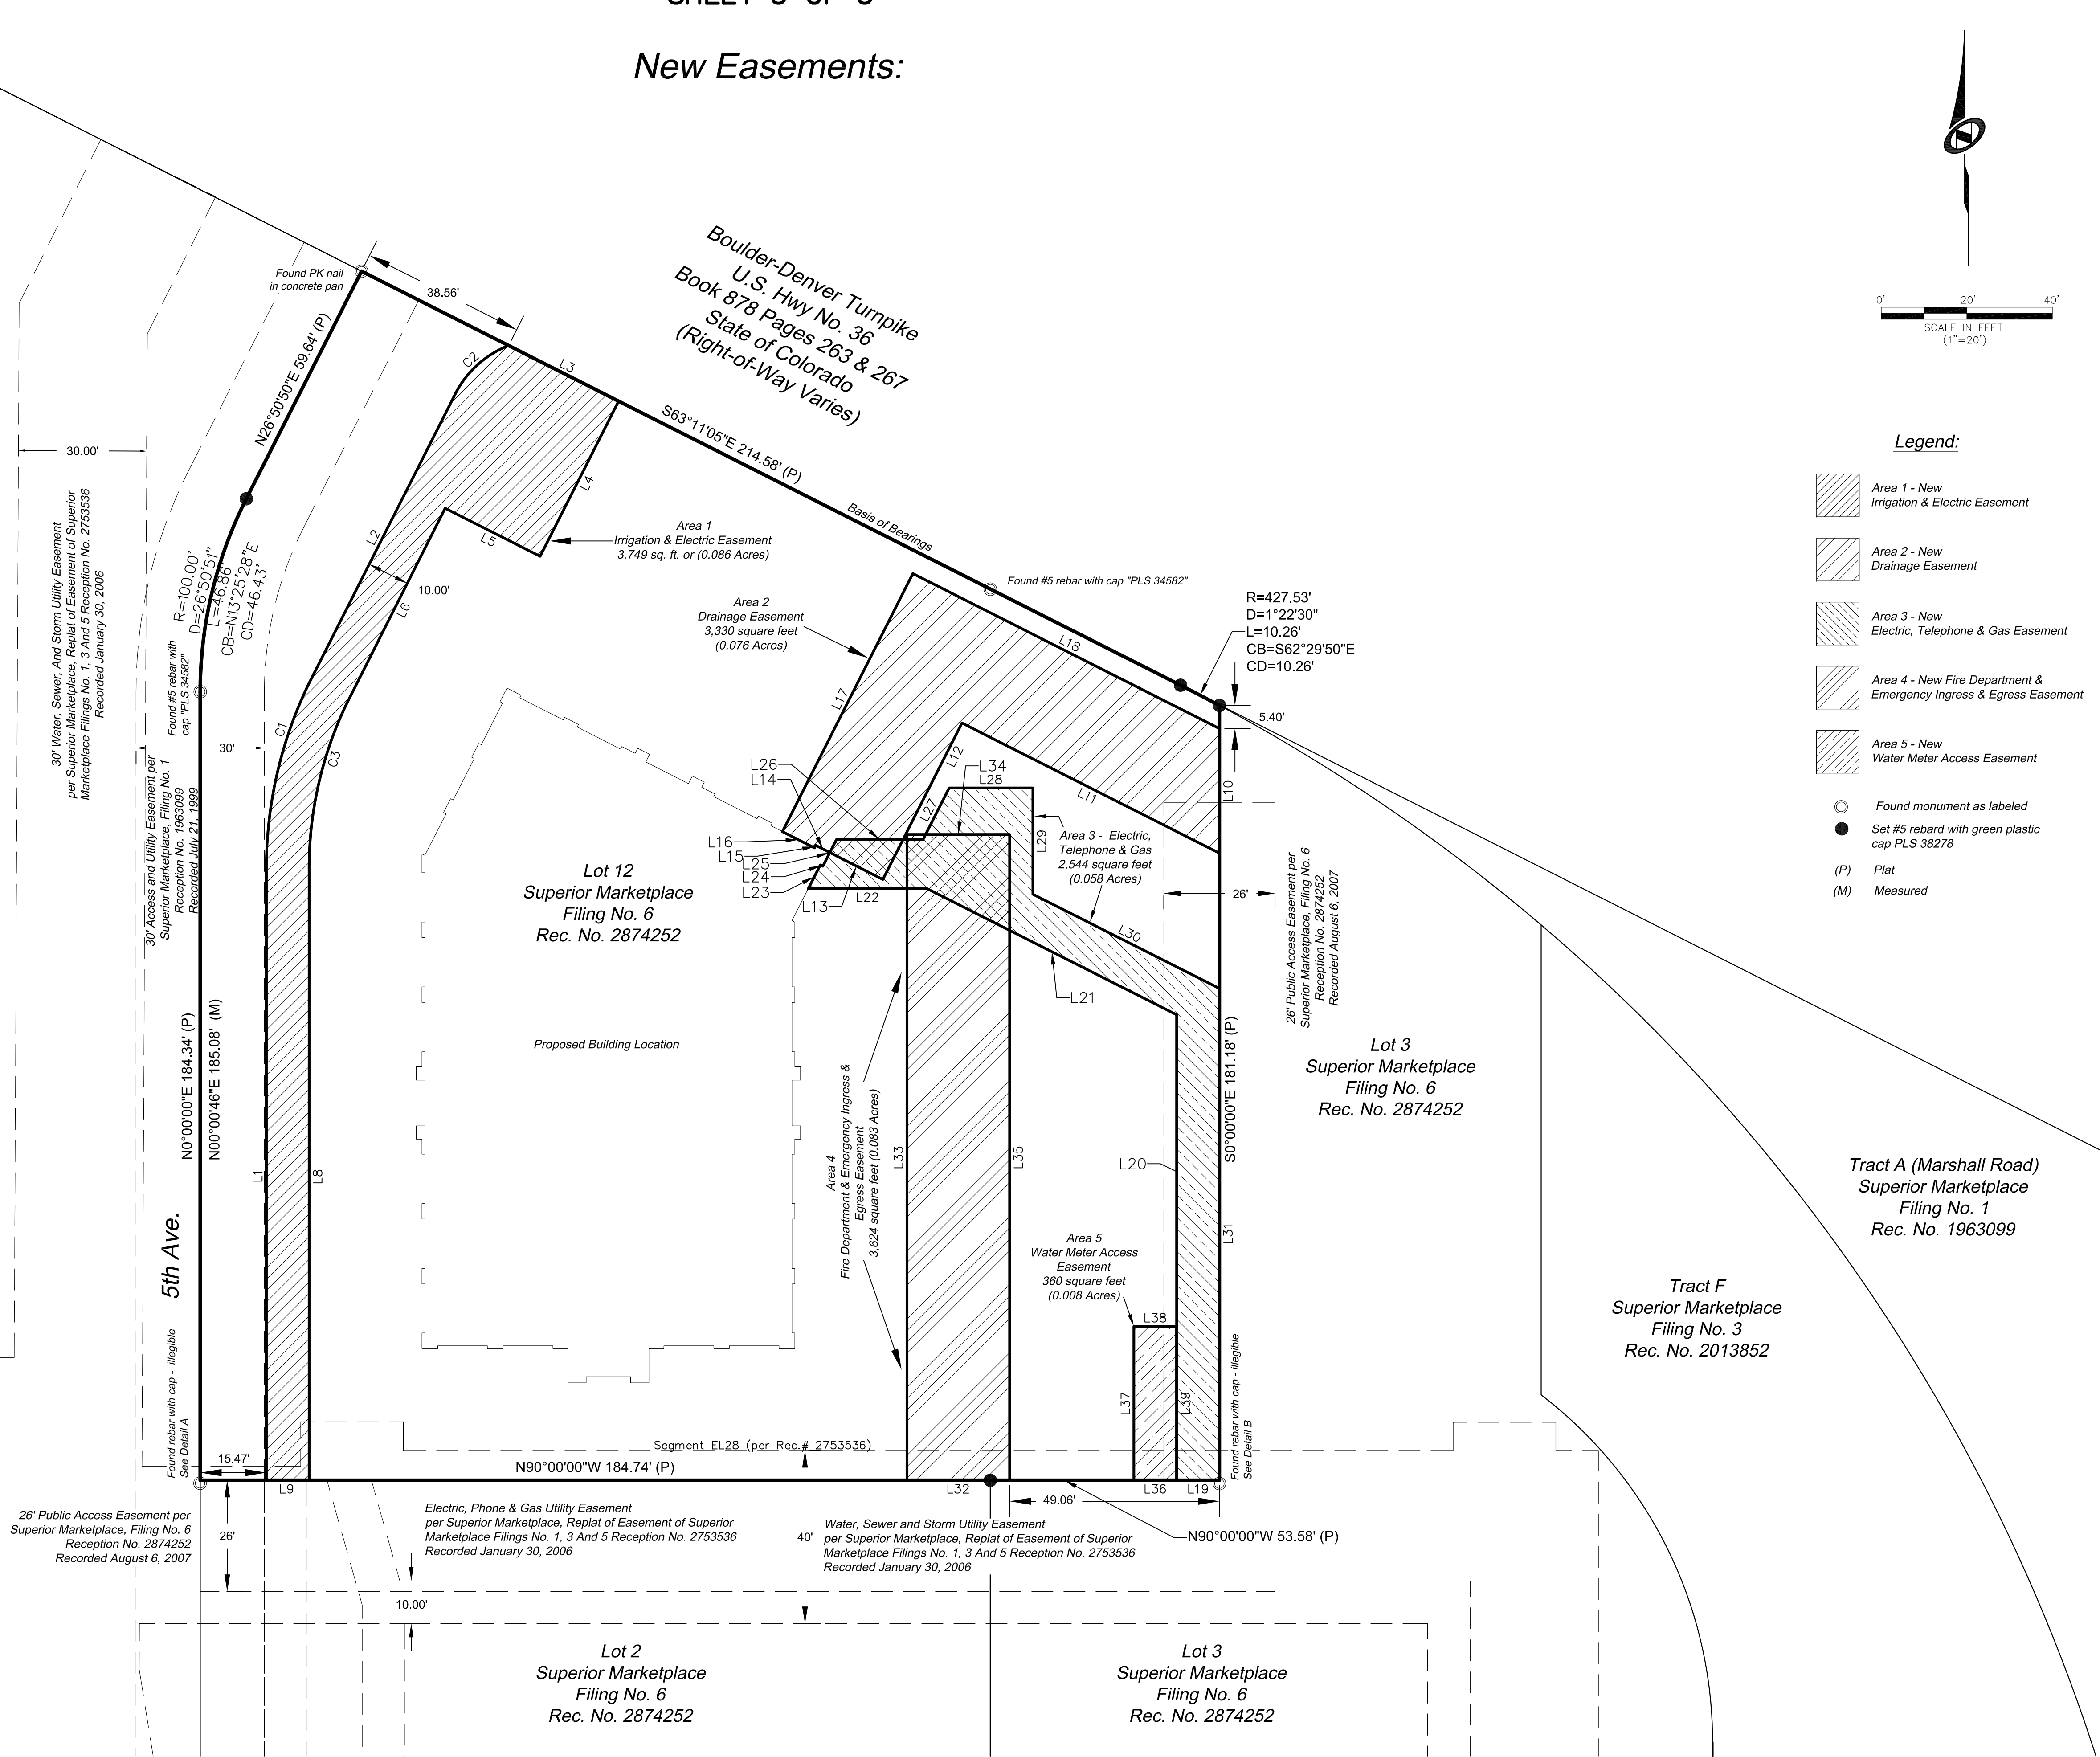 New Easements:
0'
20'
40'
SCALE IN FEET
(1"=20')
Boulder-Denver Turnpike
U.S. Hwy No. 36
Book 878 Pages 263 & 267
State of Colorado
(Right-of-Way Varies)
Found PK nail
in concrete pan
38.56'
C2
L3
N26°50'50"E 59.64' (P)
S63°11'05"E 214.58' (P)
Basis of Bearings
30.00'
L4
L5
L2
L6
10.00'
Area 1
Irrigation & Electric Easement
3,749 sq. ft. or (0.086 Acres)
Legend:
Area 1 - New
Irrigation & Electric Easement
Area 2 - New
Drainage Easement
Area 3 - New
Electric, Telephone & Gas Easement
Area 4 - New Fire Department &
Emergency Ingress & Egress Easement
Area 5 - New
Water Meter Access Easement
Found monument as labeled
Set #5 rebard with green plastic
cap PLS 38278
(P)
Plat
(M)
Measured
30' Water, Sewer, And Storm Utility Easement
per Superior Marketplace, Replat of Easement of Superior
Marketplace Filings No. 1, 3 And 5 Reception No. 2753536
Recorded January 30, 2006
R=100.00'
D=26°50'51"
L=46.86'
CB=N13°25'28"E
CD=46.43'
Found #5 rebar with
cap "PLS 34582"
Found #5 rebar with cap "PLS 34582"
Area 2
Drainage Easement
3,330 square feet
(0.076 Acres)
R=427.53'
D=1°22'30"
L=10.26'
CB=S62°29'50"E
CD=10.26'
5.40'
L18
L17
C1
C3
30'
30' Access and Utility Easement per
Superior Marketplace, Filing No. 1
Reception No. 1963099
Recorded July 21, 1999
L12
L11
L10
L26
L14
L34
L28
L27
L16
L15
L25
L24
L23
L13
L22
L29
Area 3 - Electric,
Telephone & Gas
2,544 square feet
(0.058 Acres)
26'
L30
L21
26' Public Access Easement per
Superior Marketplace, Filing No. 6
Reception No. 2874252
Recorded August 6, 2007
Lot 12
Superior Marketplace
Filing No. 6
Rec. No. 2874252
Proposed Building Location
N0°00'00"E 184.34' (P)
N00°00'46"E 185.08' (M)
L1
L8
5th Ave.
Area 4
Fire Department & Emergency Ingress &
Egress Easement
3,624 square feet (0.083 Acres)
L33
L35
L20
S0°00'00"E 181.18' (P)
L31
Lot 3
Superior Marketplace
Filing No. 6
Rec. No. 2874252
Tract A (Marshall Road)
Superior Marketplace
Filing No. 1
Rec. No. 1963099
Tract F
Superior Marketplace
Filing No. 3
Rec. No. 2013852
Area 5
Water Meter Access
Easement
360 square feet
(0.008 Acres)
L38
L37
L39
Found rebar with cap - illegible
See Detail A
Found rebar with cap - illegible
See Detail B
15.47'
Segment EL28 (per Rec.# 2753536)
N90°00'00"W 184.74' (P)
L9
L32
L36
L19
49.06'
N90°00'00"W 53.58' (P)
26' Public Access Easement per
Superior Marketplace, Filing No. 6
Reception No. 2874252
Recorded August 6, 2007
26'
Electric, Phone & Gas Utility Easement
per Superior Marketplace, Replat of Easement of Superior
Marketplace Filings No. 1, 3 And 5 Reception No. 2753536
Recorded January 30, 2006
40'
Water, Sewer and Storm Utility Easement
per Superior Marketplace, Replat of Easement of Superior
Marketplace Filings No. 1, 3 And 5 Reception No. 2753536
Recorded January 30, 2006
10.00'
Lot 2
Superior Marketplace
Filing No. 6
Rec. No. 2874252
Lot 3
Superior Marketplace
Filing No. 6
Rec. No. 2874252